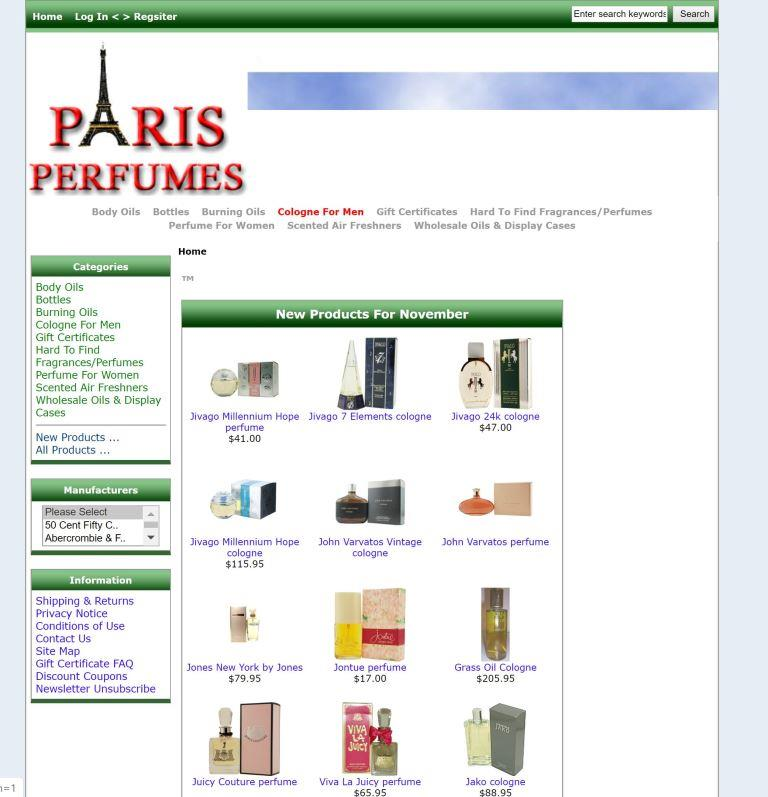 Home Log In < > Regsiter
Enter search keywords
Search
PARIS
PERFUMES
Body Oils Bottles Burning Oils Cologne For Men Gift Certificates Hard To Find Fragrances/Perfumes
Perfume For Women Scented Air Freshners Wholesale Oils & Display Cases
Home
™
Categories
Body Oils
Bottles
Burning Oils
Cologne For Men
Gift Certificates
Hard To Find
Fragrances/Perfumes
Perfume For Women
Scented Air Freshners
Wholesale Oils & Display
Cases
New Products ...
All Products ...
Manufacturers
Please Select
50 Cent Fifty C..
Abercrombie & F..
Information
Shipping & Returns
Privacy Notice
Conditions of Use
Contact Us
Site Map
Gift Certificate FAQ
Discount Coupons
Newsletter Unsubscribe
New Products For November
Jivago Millennium Hope
perfume
$41.00
Jivago 7 Elements cologne
Jivago 24k cologne
$47.00
Jivago Millennium Hope
cologne
$115.95
John Varvatos Vintage
cologne
John Varvatos perfume
Jones New York by Jones
$79.95
Jontue perfume
$17.00
Grass Oil Cologne
$205.95
Juicy Couture perfume
VIVA
LA
JUICY
Viva La Juicy perfume
$65.95
Jako cologne
$88.95
n=1